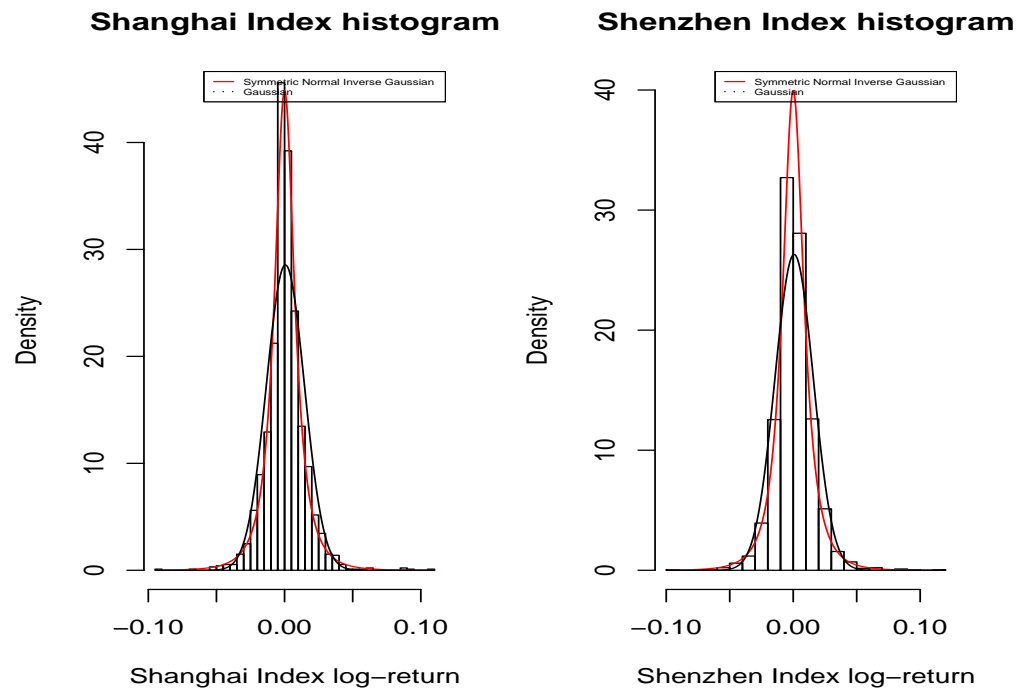 Shanghai Index histogram
Symmetric Normal Inverse Gaussian
Gaussian
Density
0
10
20
30
40
−0.10
0.00
0.10
Shanghai Index log−return
Shenzhen Index histogram
Symmetric Normal Inverse Gaussian
Gaussian
Density
0
10
20
30
40
−0.10
0.00
0.10
Shenzhen Index log−return